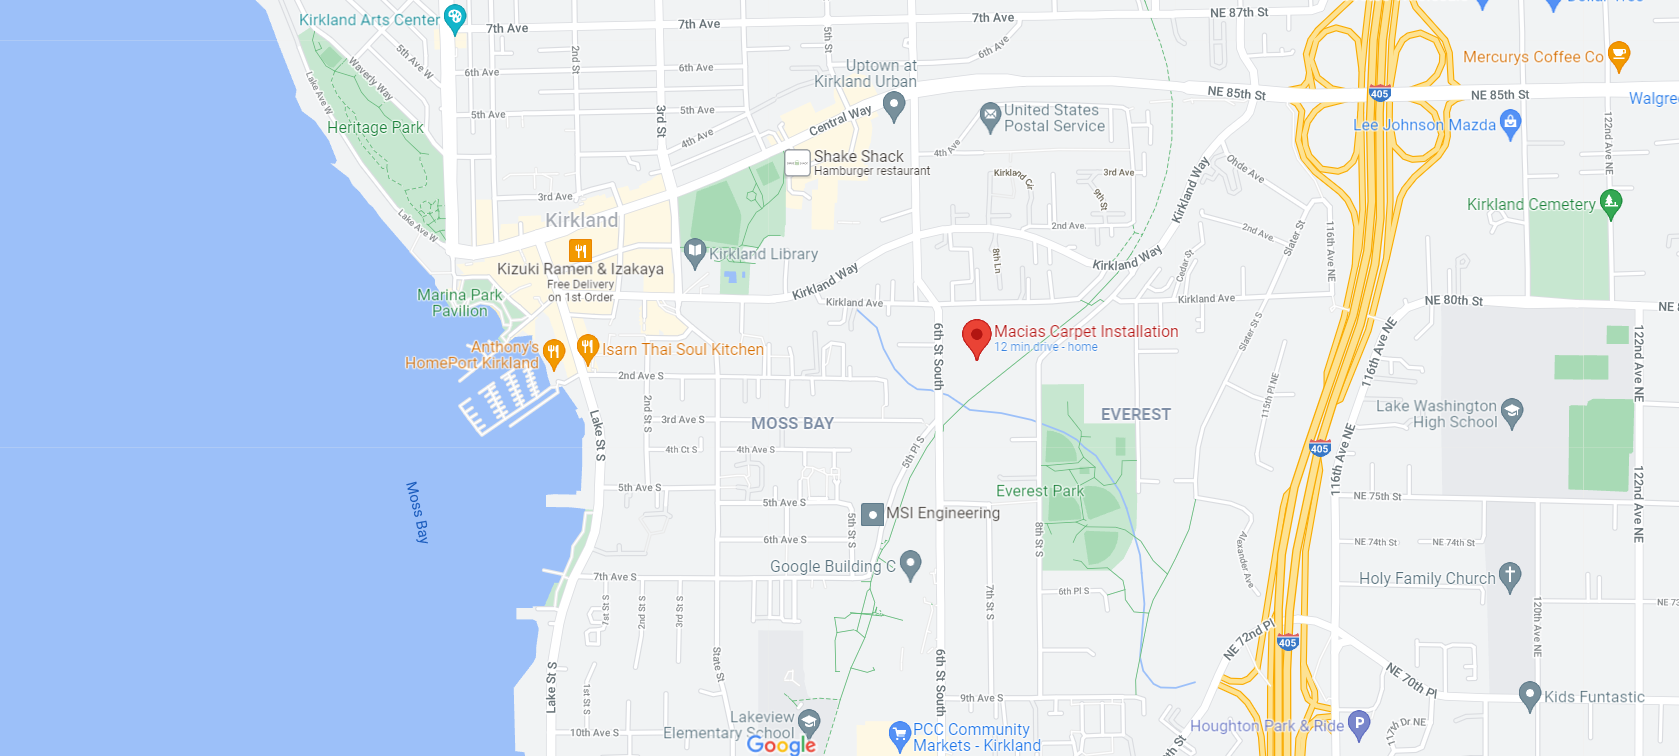 Kirkland Arts Center
7th Ave
7th Ave
NE 87th St
Dollar Tree
5th Ave W
Waverly Way
Lake Ave W
6th Ave
2nd St
6th Ave
5th St
6th Ave
Uptown at
Kirkland Urban
Mercurys Coffee Co
405
NE 85th St
NE 85th St
Walgre
Heritage Park
5th Ave
3rd St
5th Ave
4th Ave
Central Way
United States
Postal Service
Lee Johnson Mazda
122nd Ave NE
4th Ave
Shake Shack
Hamburger restaurant
Kirkland Cir
3rd Ave
9th St
Ohde Ave
Kirkland Way
Lake Ave W
3rd Ave
Kirkland
2nd Ave
2nd Ave
Slater St
116th Ave NE
Kirkland Cemetery
Kirkland Library
8th Ln
Kirkland Way
Cedar St
Kizuki Ramen & Izakaya
Free Delivery
on 1st Order
Kirkland Way
Marina Park
Pavilion
Kirkland Ave
Kirkland Ave
NE 80th St
NE 8
6th St South
Macias Carpet Installation
12 min drive - home
Slater St S
116th Ave NE
122nd Ave NE
Anthony's
HomePort Kirkland
Isarn Thai Soul Kitchen
2nd Ave S
2nd St S
115th Pl NE
Lake St S
3rd Ave S
MOSS BAY
EVEREST
Lake Washington
High School
4th Ct S
4th Ave S
5th Pl S
405
116th Ave NE
122nd Ave NE
Moss Bay
5th Ave S
5th Ave S
Everest Park
NE 75th St
MSI Engineering
5th St S
6th Ave S
8th St S
Alexander Ave
NE 74th St
NE 74th St
Google Building C
7th Ave S
Holy Family Church
1st St S
2nd St S
3rd St S
7th St S
6th Pl S
120th Ave NE
NE 73
NE 72nd Pl
405
State St S
6th St South
Lake St S
1st St S
NE 70th Pl
9th Ave S
Kids Funtastic
Lakeview
Elementary School
Google
PCC Community
Markets - Kirkland
Houghton Park & Ride
P
117th Dr NE
10th Ave S
th St